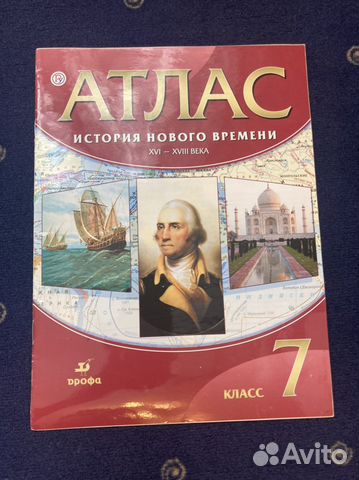 АТЛАС
ИСТОРИЯ НОВОГО ВРЕМЕНИ
XVI – XVIII ВЕКА
ДРОФА
КЛАСС 7
Avito